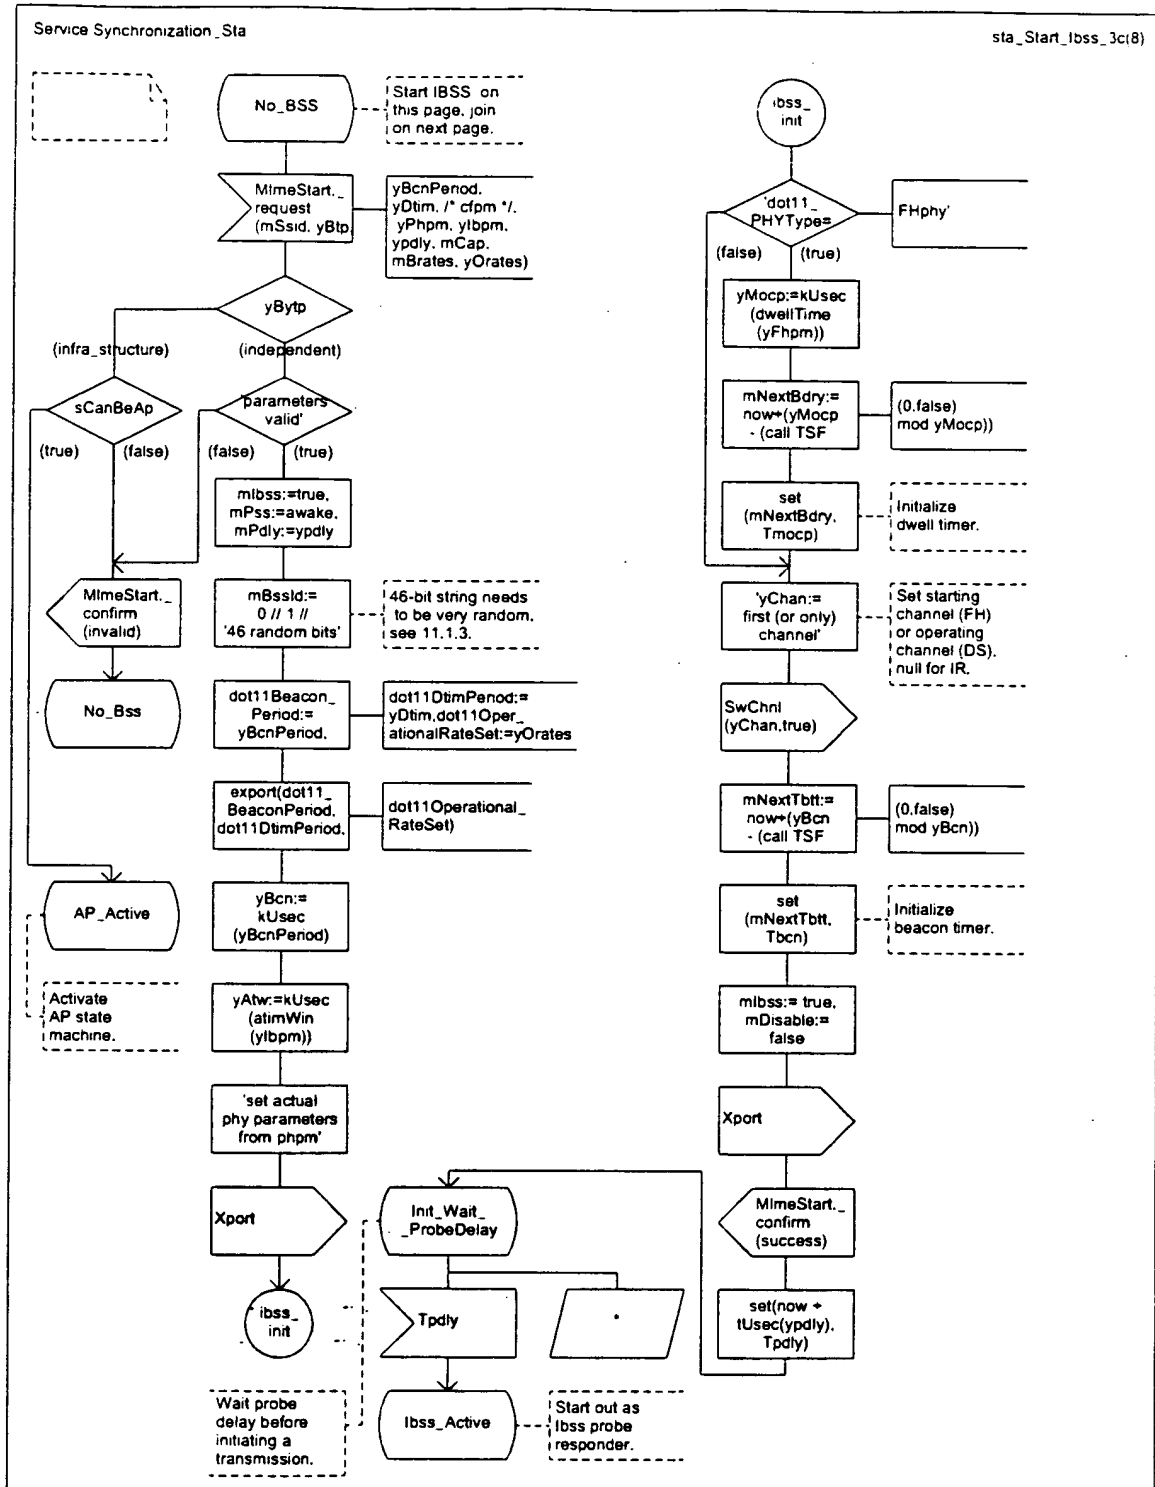 Service Synchronization_Sta
sta_Start_Ibss_3c(8)
No_BSS
Start IBSS on
this page, join
on next page.
MlmeStart._
request
(mSsid, yBtp,
yBcnPeriod,
yDtim, /* cfpm */,
yPhpm, yIbpm,
ypdly, mCap,
mBrates, yOrates)
yBytp
(infra_structure)
(independent)
sCanBeAp
'parameters
valid'
(true)
(false)
(false)
(true)
mIbss:=true,
mPss:=awake,
mPdly:=ypdly
MlmeStart._
confirm
(invalid)
mBssId:=
0 // 1 //
'46 random bits'
46-bit string needs
to be very random,
see 11.1.3.
No_Bss
dot11Beacon_
Period:=
yBcnPeriod,
dot11DtimPeriod:=
yDtim,dot11Oper_
ationalRateSet:=yOrates
export(dot11_
BeaconPeriod,
dot11DtimPeriod,
dot11Operational_
RateSet)
AP_Active
yBcn:=
kUsec
(yBcnPeriod)
Activate
AP state
machine.
yAtw:=kUsec
(atimWin
(yIbpm))
'set actual
phy parameters
from phpm'
Xport
ibss_
init
Wait probe
delay before
initiating a
transmission.
Init_Wait_
_ProbeDelay
Tpdly
*
Ibss_Active
Start out as
Ibss probe
responder.
ibss_
init
'dot11_
PHYType=
FHphy'
(false)
(true)
yMocp:=kUsec
(dwellTime
(yFhpm))
mNextBdry:=
now+(yMocp
- (call TSF
(0,false)
mod yMocp))
set
(mNextBdry,
Tmocp)
Initialize
dwell timer.
'yChan:=
first (or only)
channel'
Set starting
channel (FH)
or operating
channel (DS),
null for IR.
SwChnl
(yChan,true)
mNextTbtt:=
now+(yBcn
- (call TSF
(0,false)
mod yBcn))
set
(mNextTbtt,
Tbcn)
Initialize
beacon timer.
mIbss:= true,
mDisable:=
false
Xport
MlmeStart._
confirm
(success)
set(now +
tUsec(ypdly),
Tpdly)